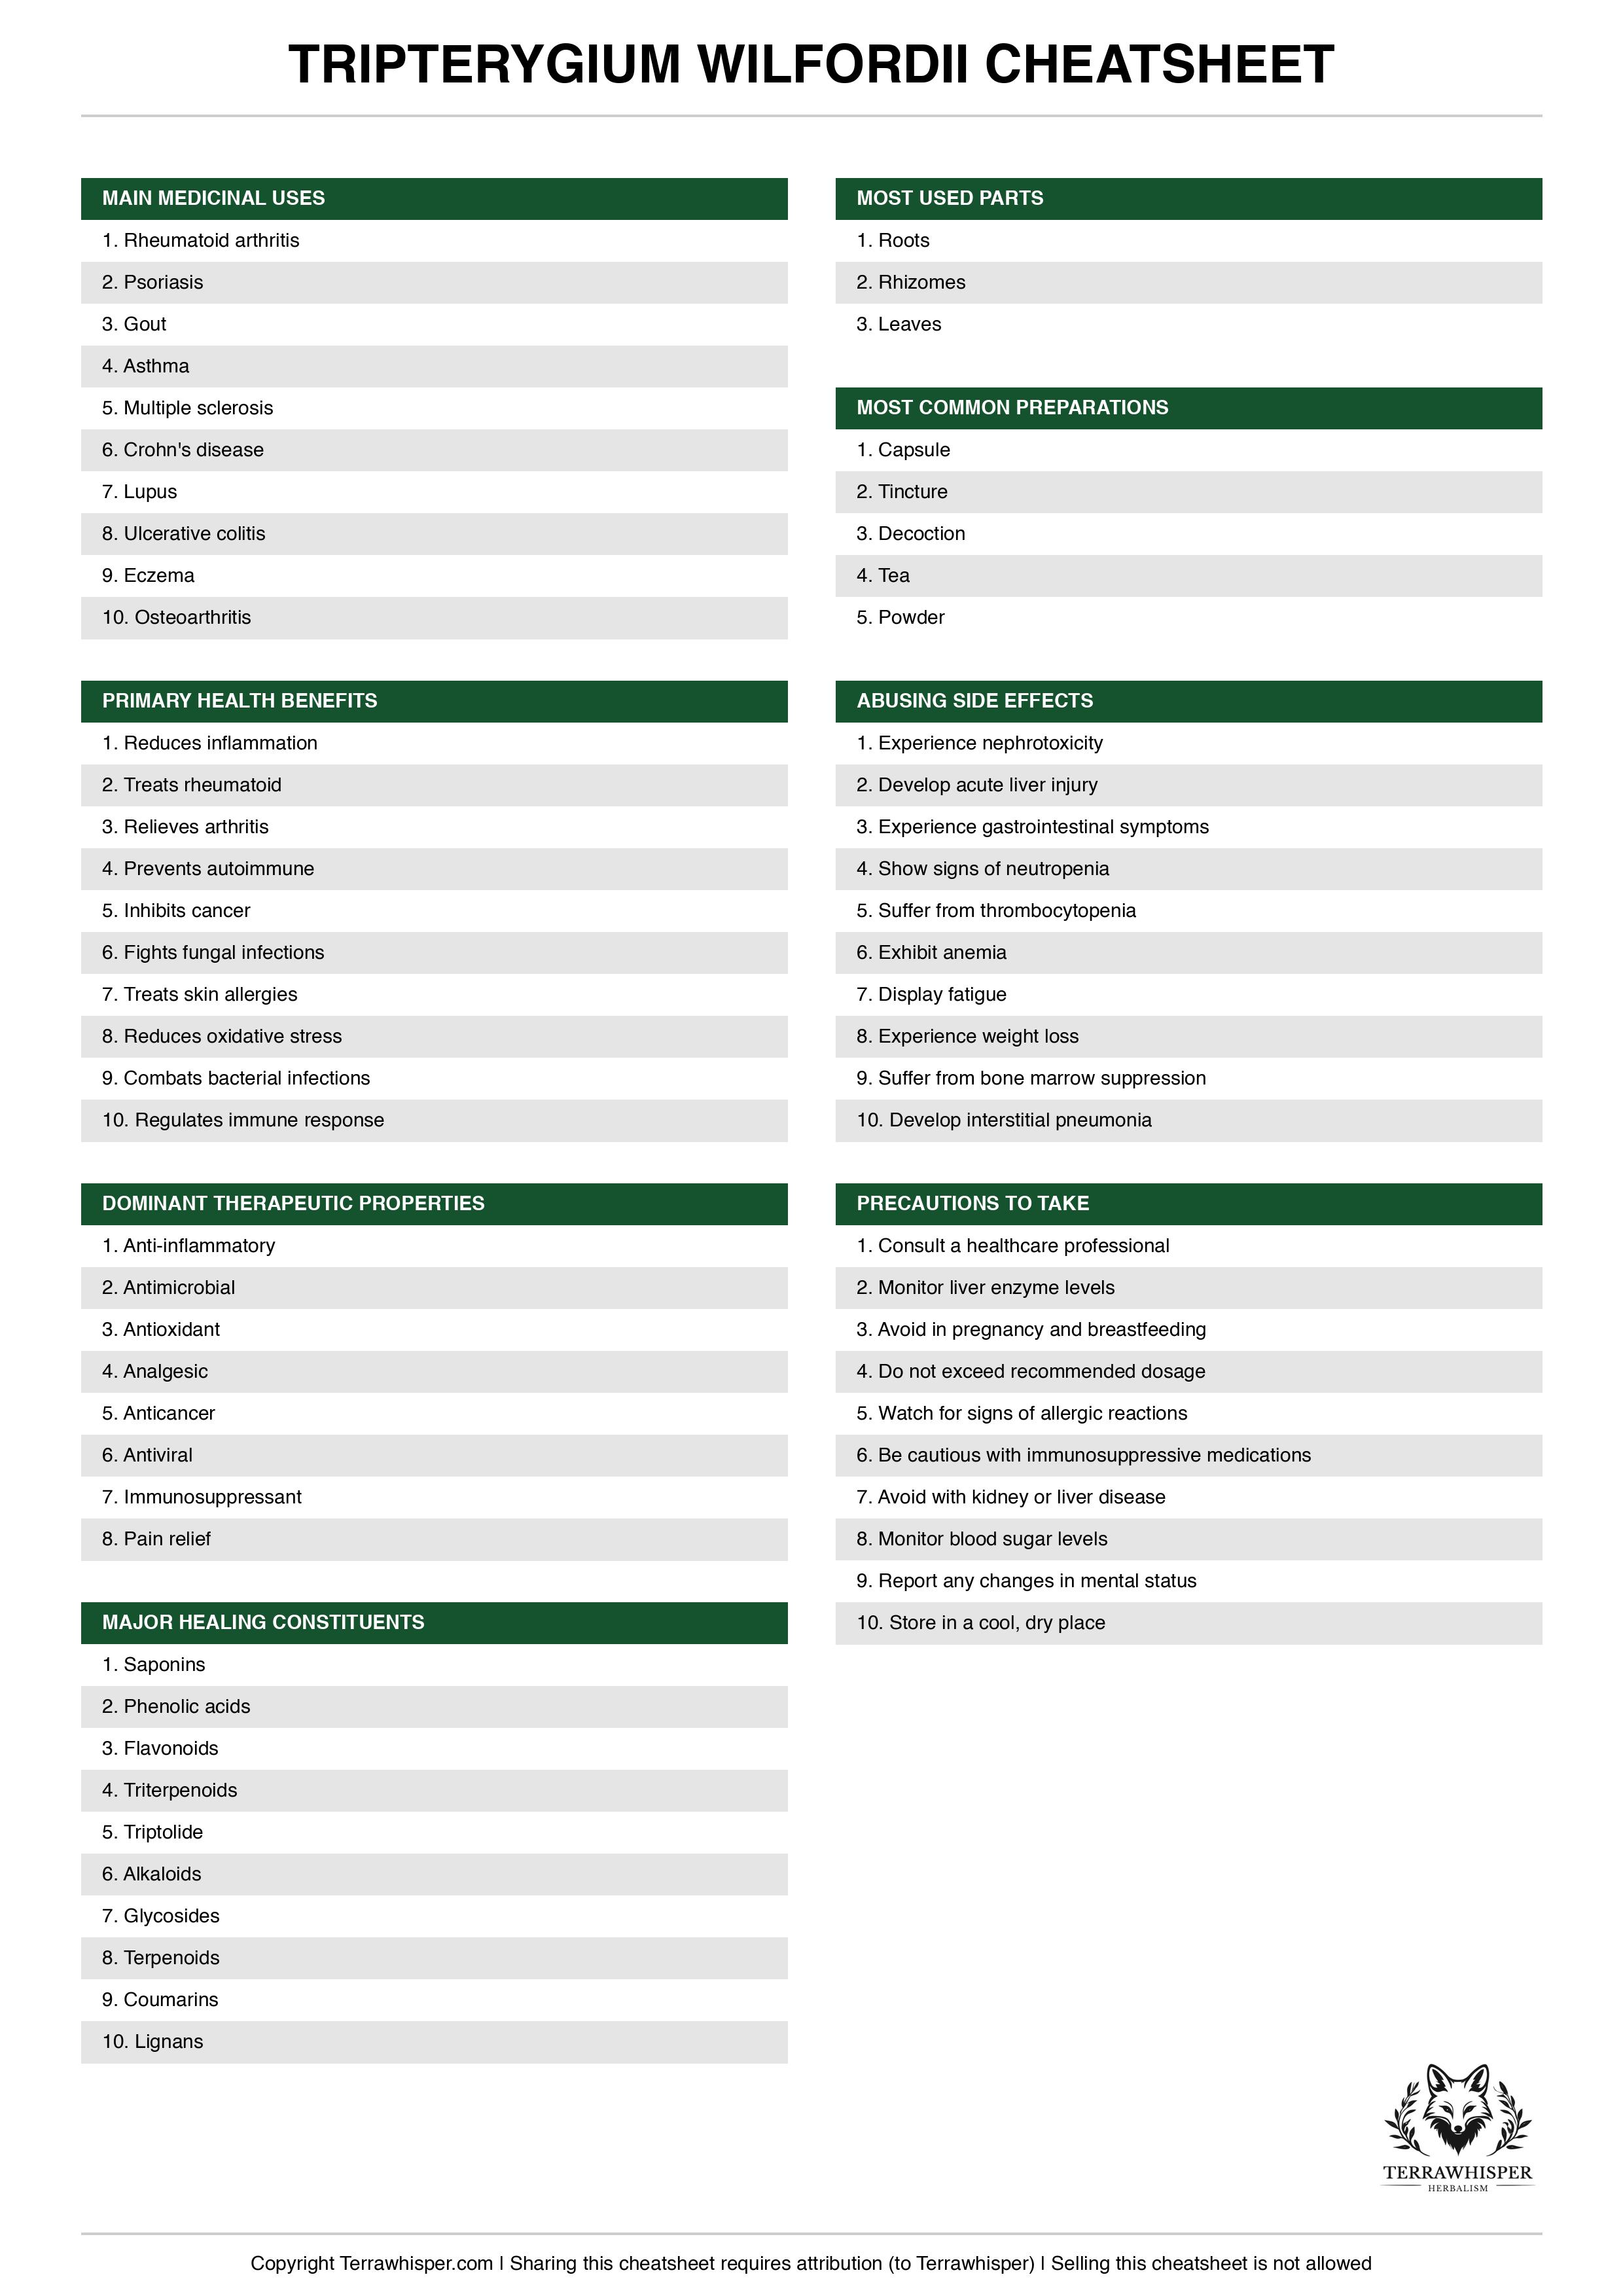 TRIPTERYGIUM WILFORDII CHEATSHEET
MAIN MEDICINAL USES
1. Rheumatoid arthritis
2. Psoriasis
3. Gout
4. Asthma
5. Multiple sclerosis
6. Crohn's disease
7. Lupus
8. Ulcerative colitis
9. Eczema
10. Osteoarthritis
PRIMARY HEALTH BENEFITS
1. Reduces inflammation
2. Treats rheumatoid
3. Relieves arthritis
4. Prevents autoimmune
5. Inhibits cancer
6. Fights fungal infections
7. Treats skin allergies
8. Reduces oxidative stress
9. Combats bacterial infections
10. Regulates immune response
DOMINANT THERAPEUTIC PROPERTIES
1. Anti-inflammatory
2. Antimicrobial
3. Antioxidant
4. Analgesic
5. Anticancer
6. Antiviral
7. Immunosuppressant
8. Pain relief
MAJOR HEALING CONSTITUENTS
1. Saponins
2. Phenolic acids
3. Flavonoids
4. Triterpenoids
5. Triptolide
6. Alkaloids
7. Glycosides
8. Terpenoids
9. Coumarins
10. Lignans
MOST USED PARTS
1. Roots
2. Rhizomes
3. Leaves
MOST COMMON PREPARATIONS
1. Capsule
2. Tincture
3. Decoction
4. Tea
5. Powder
ABUSING SIDE EFFECTS
1. Experience nephrotoxicity
2. Develop acute liver injury
3. Experience gastrointestinal symptoms
4. Show signs of neutropenia
5. Suffer from thrombocytopenia
6. Exhibit anemia
7. Display fatigue
8. Experience weight loss
9. Suffer from bone marrow suppression
10. Develop interstitial pneumonia
PRECAUTIONS TO TAKE
1. Consult a healthcare professional
2. Monitor liver enzyme levels
3. Avoid in pregnancy and breastfeeding
4. Do not exceed recommended dosage
5. Watch for signs of allergic reactions
6. Be cautious with immunosuppressive medications
7. Avoid with kidney or liver disease
8. Monitor blood sugar levels
9. Report any changes in mental status
10. Store in a cool, dry place
TERRAWHISPER
HERBALISM
Copyright Terrawhisper.com | Sharing this cheatsheet requires attribution (to Terrawhisper) | Selling this cheatsheet is not allowed